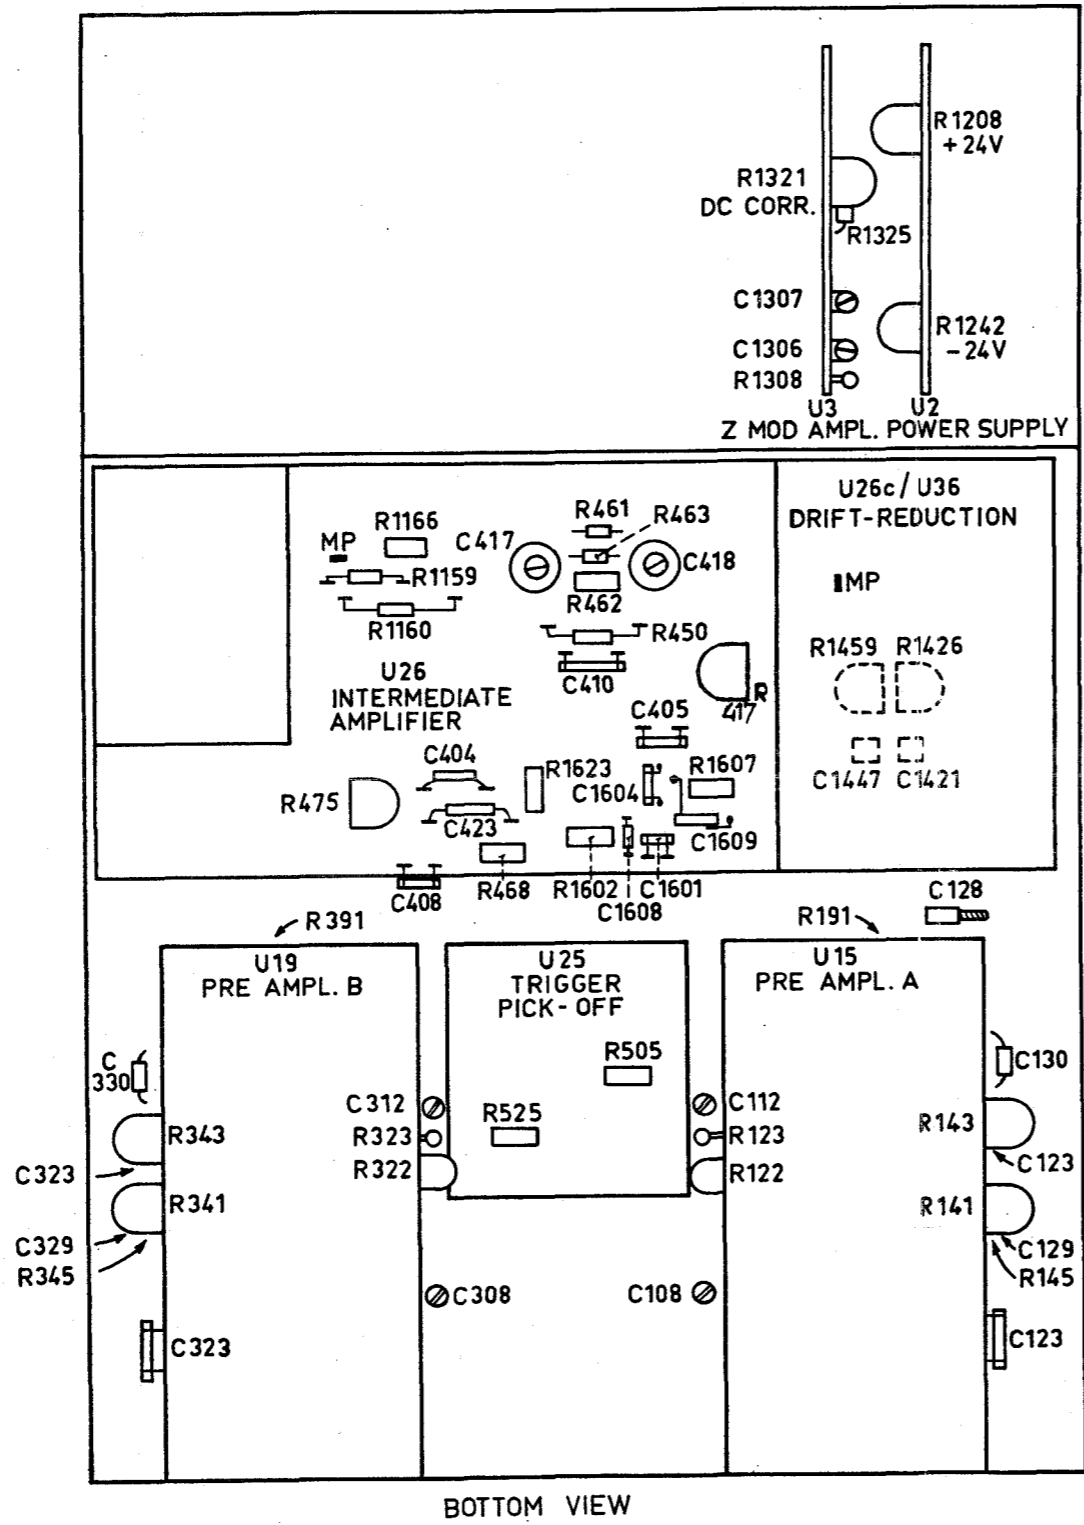 R1208
+24V
R1321
DC CORR.
R1325
C1307
R1242
-24V
C1306
R1308
U3
U2
Z MOD AMPL. POWER SUPPLY
U26c/U36
DRIFT-REDUCTION
R461
R463
R1166
MP
C417
C418
R1159
R462
MP
R1160
R450
R1459
R1426
U26
INTERMEDIATE
AMPLIFIER
C410
R
417
C405
C404
R1623
R1607
C1604
C1447
C1421
R475
C423
C1609
R468
R1602
C1601
C408
C1608
C128
R391
R191
U19
PRE AMPL. B
U25
TRIGGER
PICK-OFF
U15
PRE AMPL. A
R505
C
330
C130
C312
C112
R343
R323
R525
R123
R143
C323
R322
R122
C123
R341
R141
C329
C129
R345
R145
C308
C108
C323
C123
BOTTOM VIEW